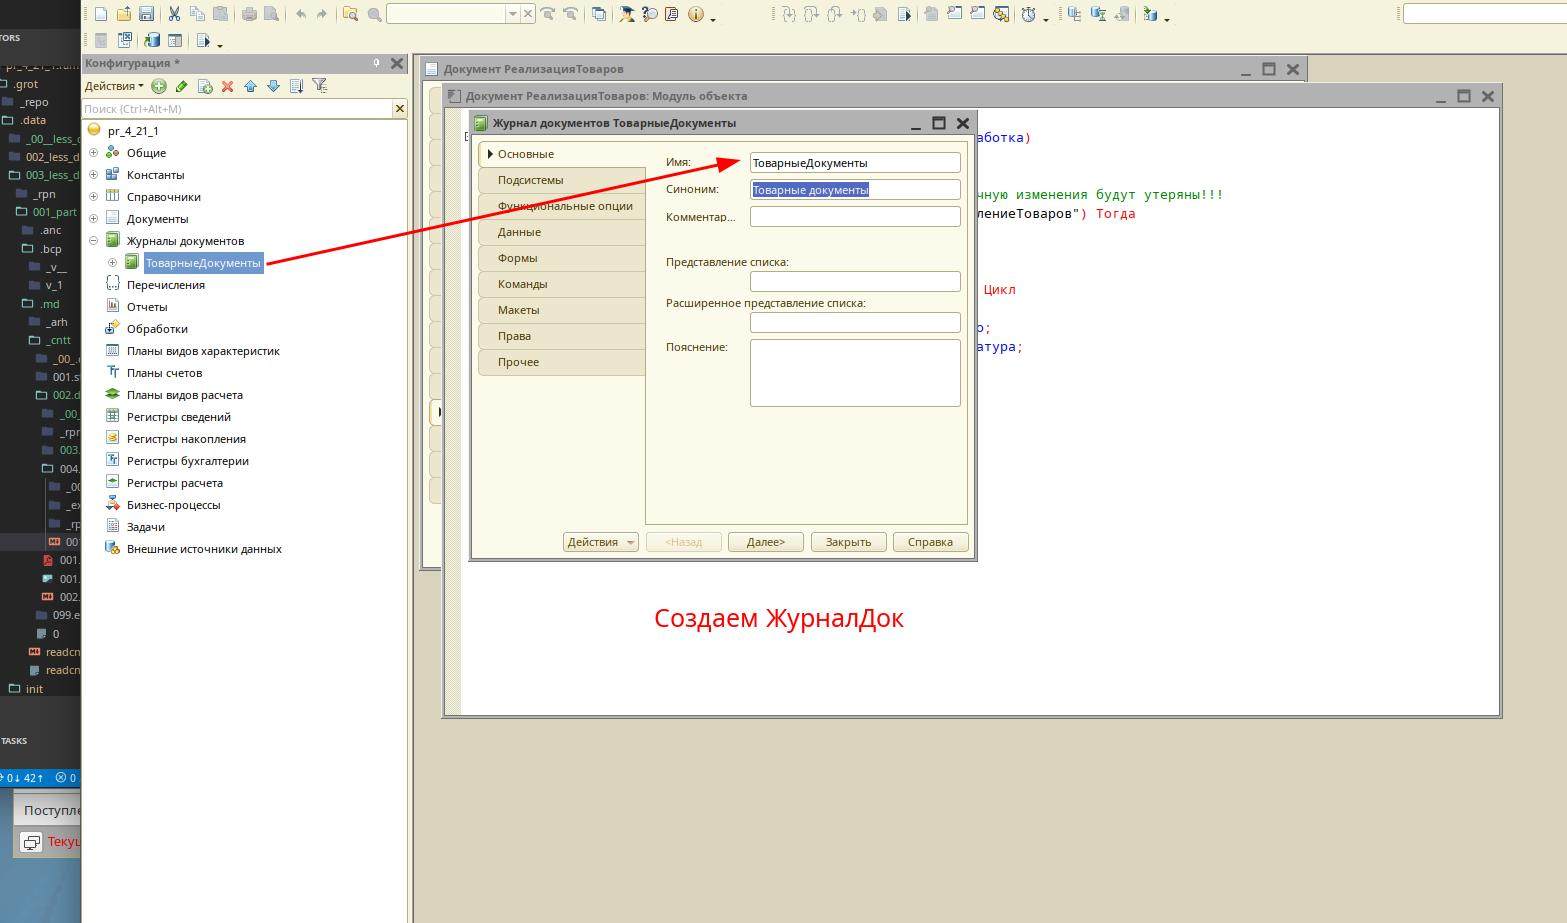 TORS
.grot
_repo
.data
_00__less_
002_less_d
003_less_d
_rpn
001_part
.anc
.bcp
_v__
v_1
.md
_arh
_cntt
_00_.
001.s
002.d
_00_
_rpr
003.
004.
_00
_ex
_rp
001
001.
001.
002.
099.e
0
readcn
readcn
init
TASKS
0↓ 42↑ 0
Поступле
Текущ
Конфигурация *
Действия
Поиск (Ctrl+Alt+M)
pr_4_21_1
Общие
Константы
Справочники
Документы
Журналы документов
ТоварныеДокументы
Перечисления
Отчеты
Обработки
Планы видов характеристик
Планы счетов
Планы видов расчета
Регистры сведений
Регистры накопления
Регистры бухгалтерии
Регистры расчета
Бизнес-процессы
Задачи
Внешние источники данных
Документ РеализацияТоваров
Документ РеализацияТоваров: Модуль объекта
аботка)
чную изменения будут утеряны!!!
лениеТоваров") Тогда
Цикл
о;
атура;
Журнал документов ТоварныеДокументы
Основные
Подсистемы
Функциональные опции
Данные
Формы
Команды
Макеты
Права
Прочее
Имя: ТоварныеДокументы
Синоним: Товарные документы
Комментар...
Представление списка:
Расширенное представление списка:
Пояснение:
Действия <Назад Далее> Закрыть Справка
Создаем ЖурналДок